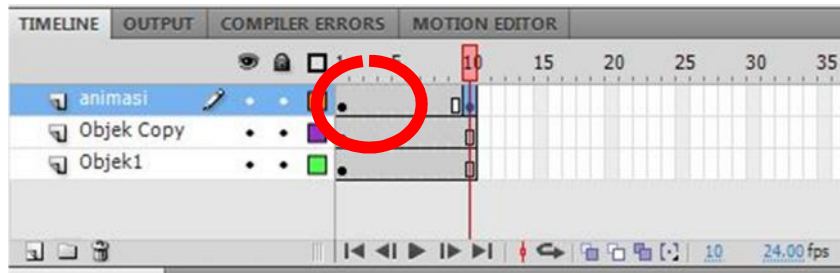 TIMELINE OUTPUT COMPILER ERRORS MOTION EDITOR
1 5 10 15 20 25 30 35
animasi
Objek Copy
Objek1
10 24.00 fps